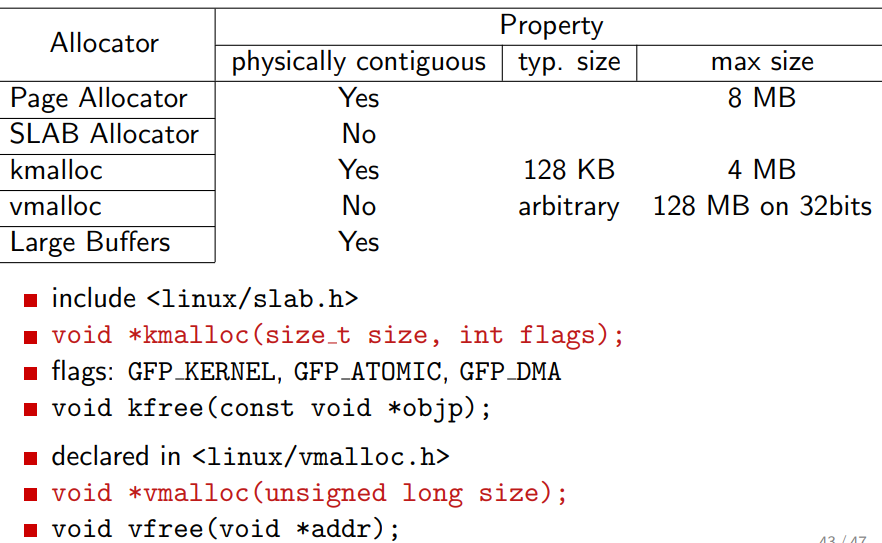 Allocator Property
physically contiguous typ. size max size
Page Allocator Yes 8 MB
SLAB Allocator No
kmalloc Yes 128 KB 4 MB
vmalloc No arbitrary 128 MB on 32bits
Large Buffers Yes
include <linux/slab.h>
void *kmalloc(size_t size, int flags);
flags: GFP_KERNEL, GFP_ATOMIC, GFP_DMA
void kfree(const void *objp);
declared in <linux/vmalloc.h>
void *vmalloc(unsigned long size);
void vfree(void *addr);
43 / 47